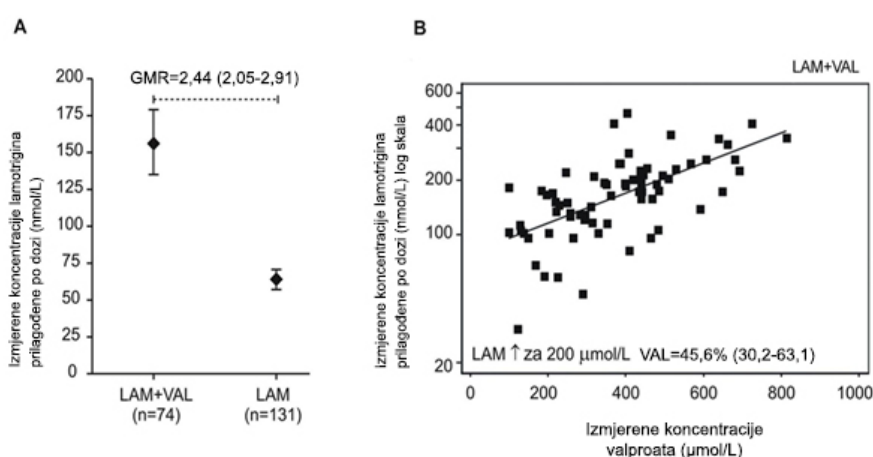 A
GMR=2,44 (2,05-2,91)
Izmjerene koncentracije lamotrigina
prilagođene po dozi (nmol/L)
200
175
150
125
100
75
50
25
0
LAM+VAL
(n=74)
LAM
(n=131)
B
LAM+VAL
Izmjerene koncentracije lamotrigina
prilagođene po dozi (nmol/L) log skala
600
400
200
100
20
LAM ↑ za 200 µmol/L VAL=45,6% (30,2-63,1)
0
200
400
600
800
1000
Izmjerene koncentracije
valproata (µmol/L)